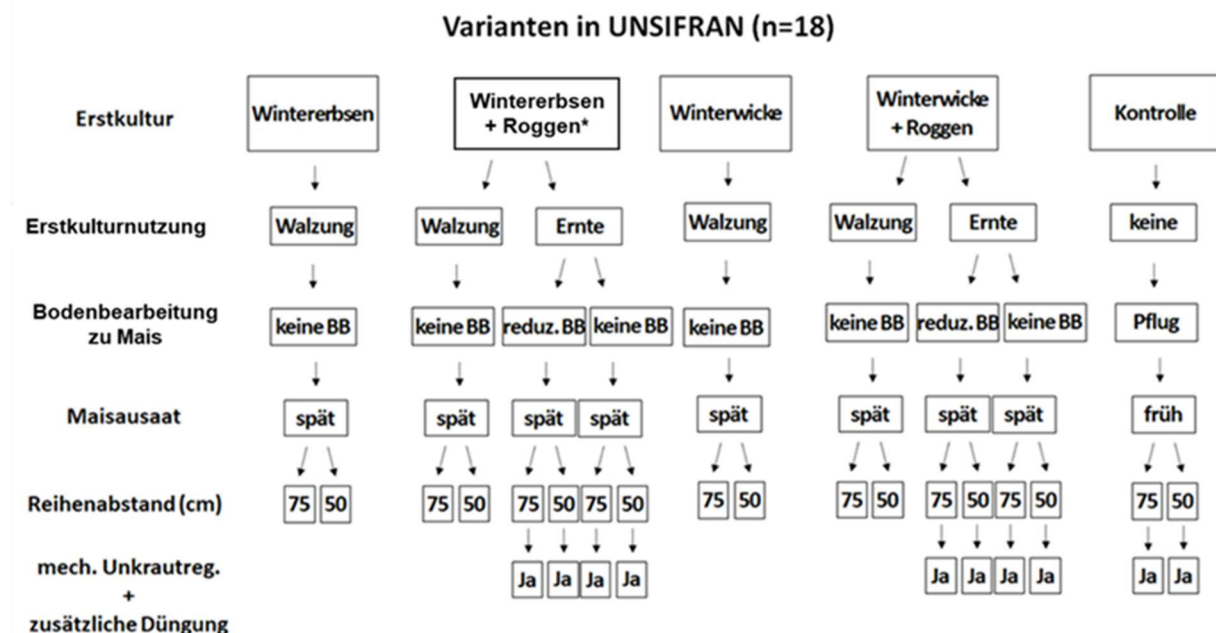 Varianten in UNSIFRAN (n=18)
Erstkultur
Wintererbsen
Wintererbsen
+ Roggen*
Winterwicke
Winterwicke
+ Roggen
Kontrolle
Erstkulturnutzung
Walzung
Walzung
Ernte
Walzung
Walzung
Ernte
keine
Bodenbearbeitung
zu Mais
keine BB
keine BB
reduz. BB
keine BB
keine BB
keine BB
reduz. BB
keine BB
Pflug
Maisausaat
spät
spät
spät
spät
spät
spät
spät
spät
früh
Reihenabstand (cm)
75 50
75 50
75 50 75 50
75 50
75 50
75 50 75 50
75 50
mech. Unkrautreg.
+
zusätzliche Düngung
Ja Ja Ja Ja
Ja Ja Ja Ja
Ja Ja